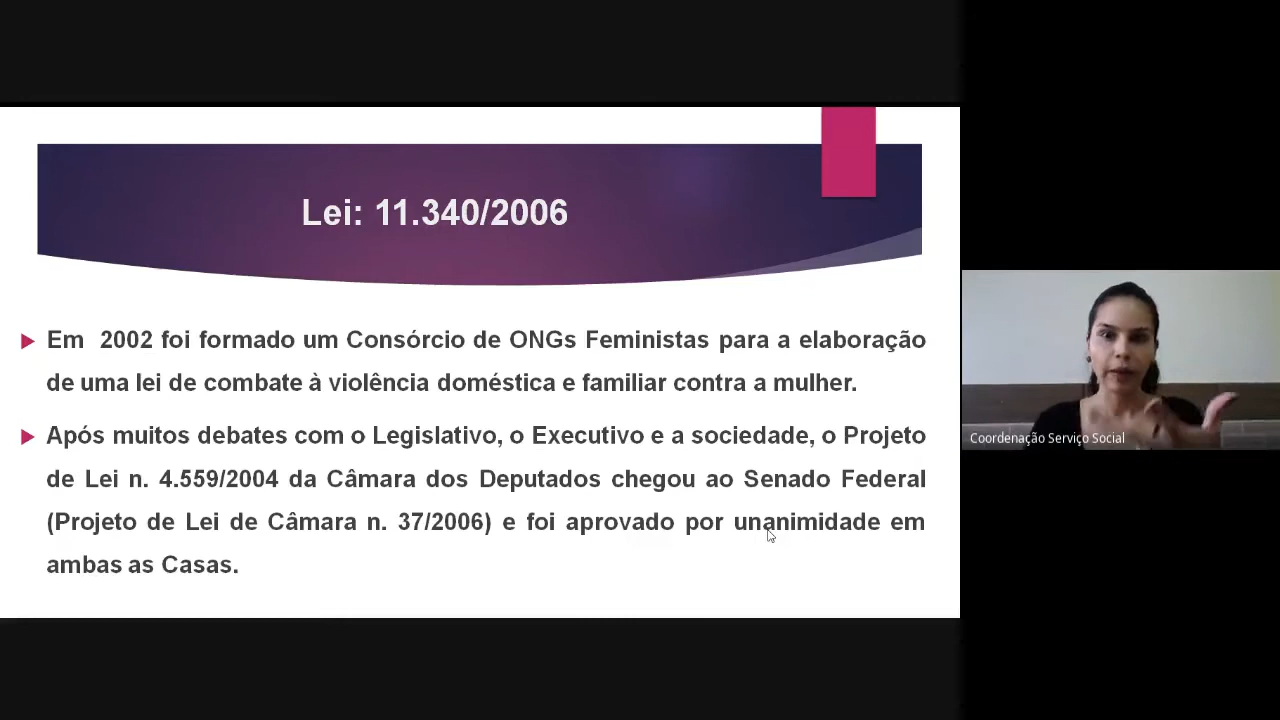 Lei: 11.340/2006
Em 2002 foi formado um Consórcio de ONGs Feministas para a elaboração
de uma lei de combate à violência doméstica e familiar contra a mulher.
Após muitos debates com o Legislativo, o Executivo e a sociedade, o Projeto
de Lei n. 4.559/2004 da Câmara dos Deputados chegou ao Senado Federal
(Projeto de Lei de Câmara n. 37/2006) e foi aprovado por unanimidade em
ambas as Casas.
Coordenação Serviço Social